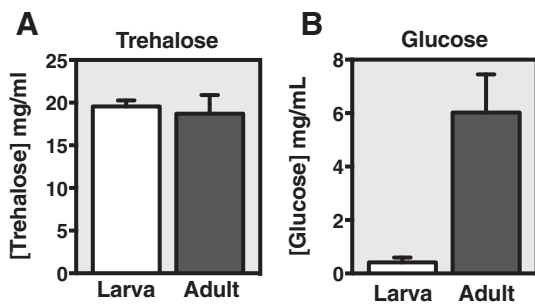 A
Trehalose
[Trehalose] mg/ml
25
20
15
10
5
0
Larva Adult
B
Glucose
[Glucose] mg/mL
8
6
4
2
0
Larva Adult